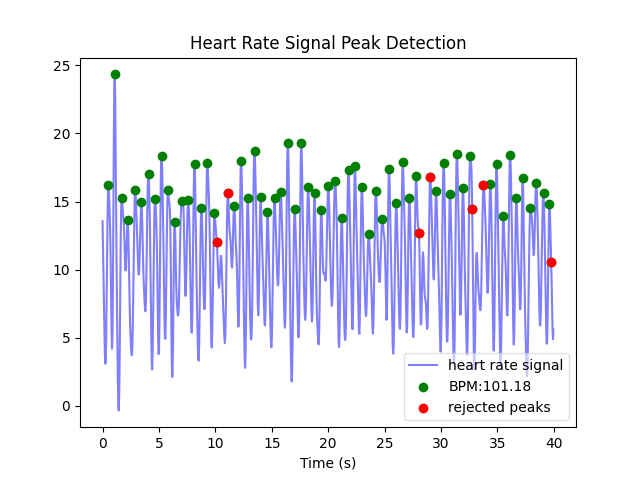 Heart Rate Signal Peak Detection
25
20
15
10
5
0
heart rate signal
BPM:101.18
rejected peaks
0 5 10 15 20 25 30 35 40
Time (s)